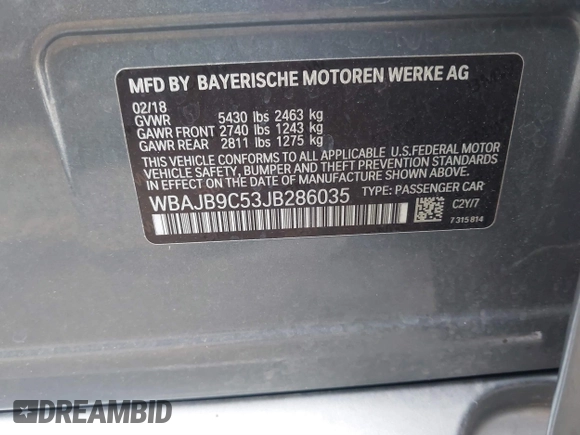 MFD BY BAYERISCHE MOTOREN WERKE AG
02/18
GVWR 5430 lbs 2463 kg
GAWR FRONT 2740 lbs 1243 kg
GAWR REAR 2811 lbs 1275 kg
THIS VEHICLE CONFORMS TO ALL APPLICABLE U.S.FEDERAL MOTOR
VEHICLE SAFETY, BUMPER, AND THEFT PREVENTION STANDARDS
IN EFFECT ON THE DATE OF MANUFACTURE SHOWN ABOVE.
WBAJB9C53JB286035 TYPE: PASSENGER CAR
C2Y/7
7315814
DREAMBID